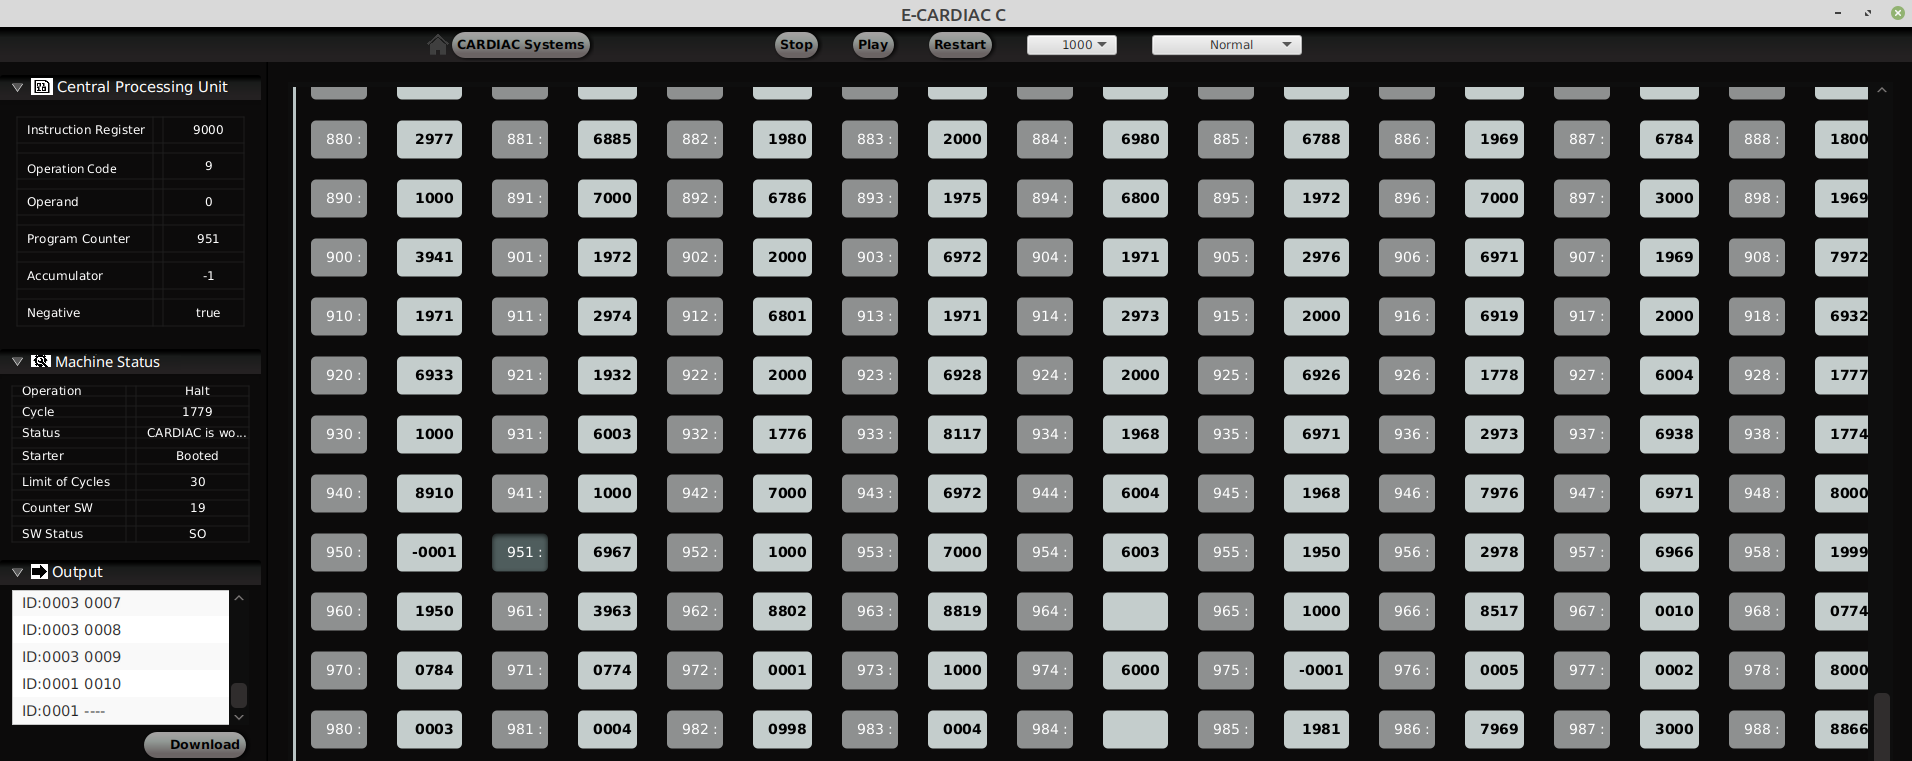 E-CARDIAC C
CARDIAC Systems Stop Play Restart 1000 Normal
Central Processing Unit
Instruction Register 9000
Operation Code 9
Operand 0
Program Counter 951
Accumulator -1
Negative true
Machine Status
Operation Halt
Cycle 1779
Status CARDIAC is wo...
Starter Booted
Limit of Cycles 30
Counter SW 19
SW Status SO
Output
ID:0003 0007
ID:0003 0008
ID:0003 0009
ID:0001 0010
ID:0001 ----
Download
880 : 2977 881 : 6885 882 : 1980 883 : 2000 884 : 6980 885 : 6788 886 : 1969 887 : 6784 888 : 1800
890 : 1000 891 : 7000 892 : 6786 893 : 1975 894 : 6800 895 : 1972 896 : 7000 897 : 3000 898 : 1969
900 : 3941 901 : 1972 902 : 2000 903 : 6972 904 : 1971 905 : 2976 906 : 6971 907 : 1969 908 : 7972
910 : 1971 911 : 2974 912 : 6801 913 : 1971 914 : 2973 915 : 2000 916 : 6919 917 : 2000 918 : 6932
920 : 6933 921 : 1932 922 : 2000 923 : 6928 924 : 2000 925 : 6926 926 : 1778 927 : 6004 928 : 1777
930 : 1000 931 : 6003 932 : 1776 933 : 8117 934 : 1968 935 : 6971 936 : 2973 937 : 6938 938 : 1774
940 : 8910 941 : 1000 942 : 7000 943 : 6972 944 : 6004 945 : 1968 946 : 7976 947 : 6971 948 : 8000
950 : -0001 951 : 6967 952 : 1000 953 : 7000 954 : 6003 955 : 1950 956 : 2978 957 : 6966 958 : 1999
960 : 1950 961 : 3963 962 : 8802 963 : 8819 964 : 965 : 1000 966 : 8517 967 : 0010 968 : 0774
970 : 0784 971 : 0774 972 : 0001 973 : 1000 974 : 6000 975 : -0001 976 : 0005 977 : 0002 978 : 8000
980 : 0003 981 : 0004 982 : 0998 983 : 0004 984 : 985 : 1981 986 : 7969 987 : 3000 988 : 8866